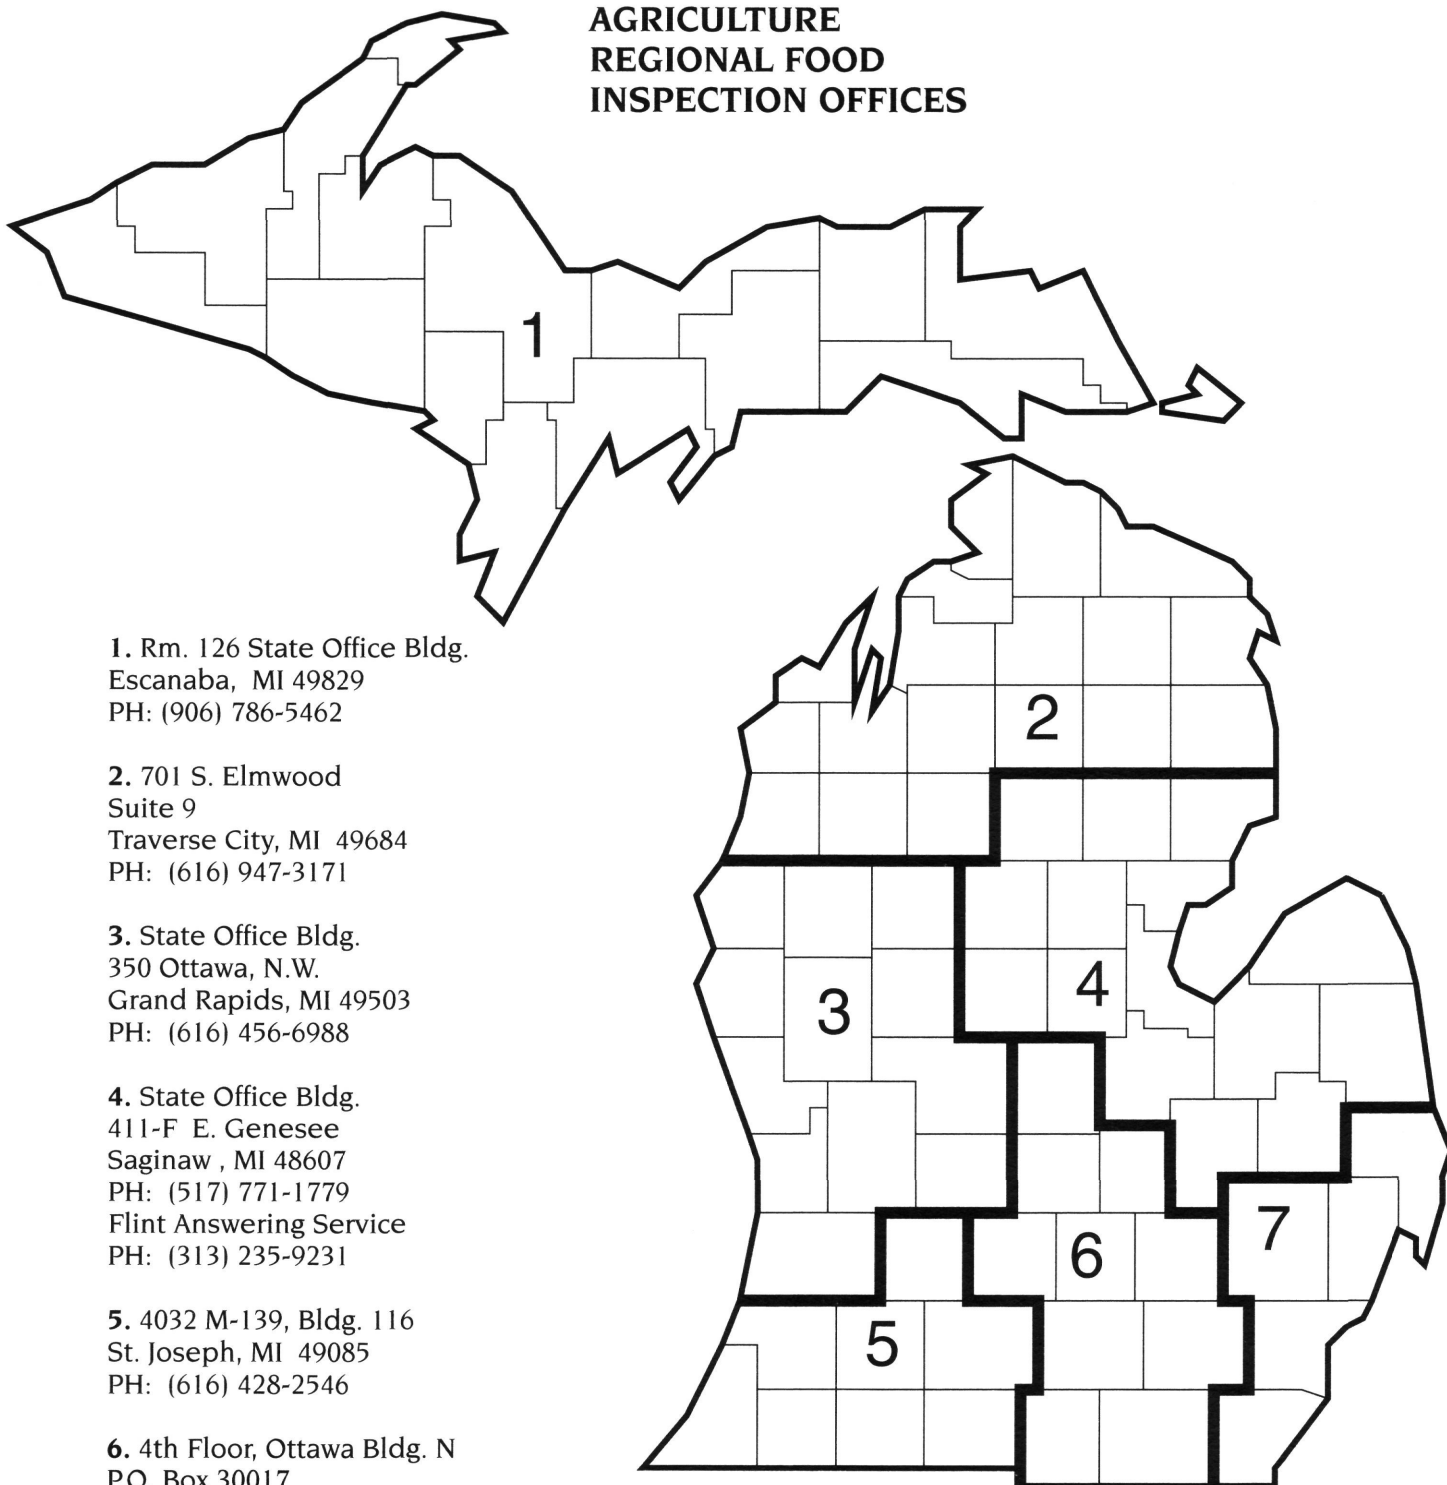 AGRICULTURE
REGIONAL FOOD
INSPECTION OFFICES
1
2
3
4
5
6
7
1. Rm. 126 State Office Bldg.
Escanaba, MI 49829
PH: (906) 786-5462
2. 701 S. Elmwood
Suite 9
Traverse City, MI 49684
PH: (616) 947-3171
3. State Office Bldg.
350 Ottawa, N.W.
Grand Rapids, MI 49503
PH: (616) 456-6988
4. State Office Bldg.
411-F E. Genesee
Saginaw , MI 48607
PH: (517) 771-1779
Flint Answering Service
PH: (313) 235-9231
5. 4032 M-139, Bldg. 116
St. Joseph, MI 49085
PH: (616) 428-2546
6. 4th Floor, Ottawa Bldg. N
P.O. Box 30017